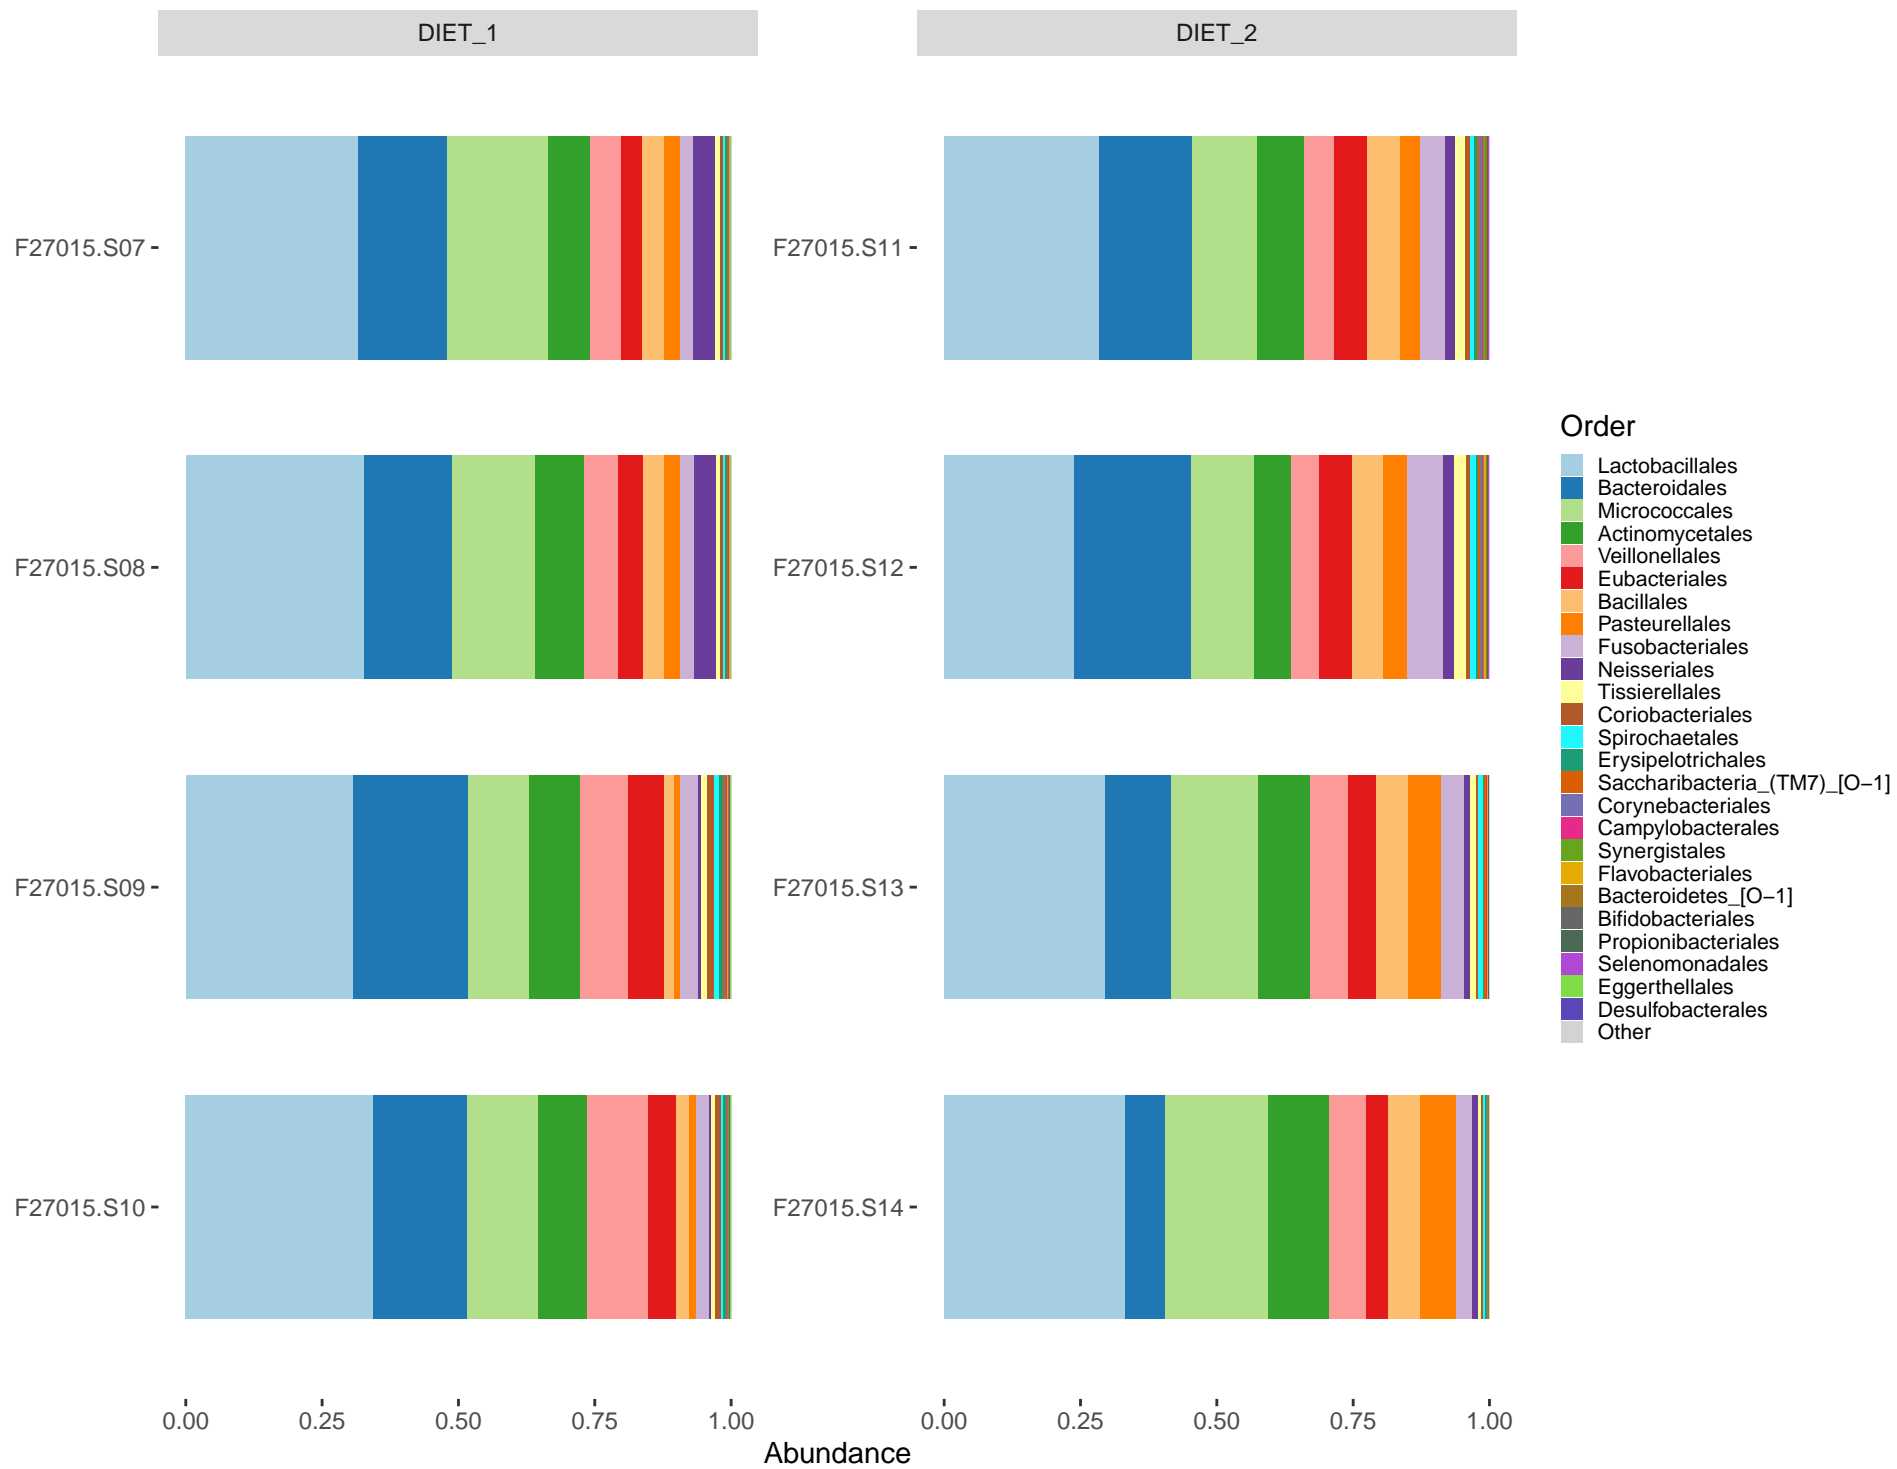 DIET_1
DIET_2
F27015.S07
F27015.S11
F27015.S08
F27015.S12
F27015.S09
F27015.S13
F27015.S10
F27015.S14
0.00 0.25 0.50 0.75 1.00
0.00 0.25 0.50 0.75 1.00
Abundance
Order
Lactobacillales
Bacteroidales
Micrococcales
Actinomycetales
Veillonellales
Eubacteriales
Bacillales
Pasteurellales
Fusobacteriales
Neisseriales
Tissierellales
Coriobacteriales
Spirochaetales
Erysipelotrichales
Saccharibacteria_(TM7)_[O−1]
Corynebacteriales
Campylobacterales
Synergistales
Flavobacteriales
Bacteroidetes_[O−1]
Bifidobacteriales
Propionibacteriales
Selenomonadales
Eggerthellales
Desulfobacterales
Other